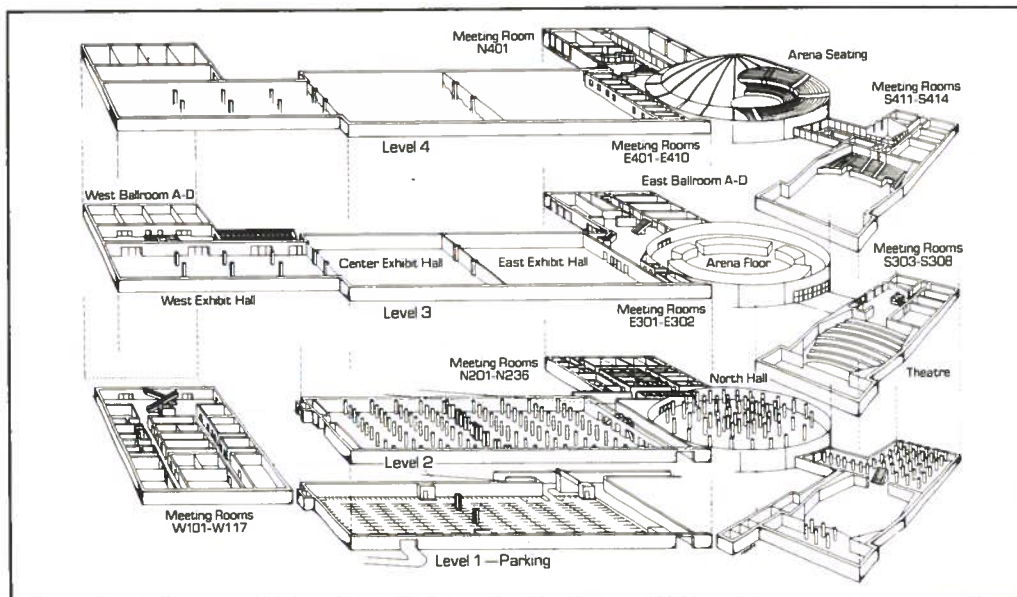 Meeting Room
N401
Arena Seating
Meeting Rooms
S411-S414
Level 4
Meeting Rooms
E401-E410
West Ballroom A-D
East Ballroom A-D
Meeting Rooms
S303-S308
Center Exhibit Hall
East Exhibit Hall
Arena Floor
West Exhibit Hall
Level 3
Meeting Rooms
E301-E302
Meeting Rooms
N201-N236
North Hall
Theatre
Level 2
Meeting Rooms
W101-W117
Level 1—Parking